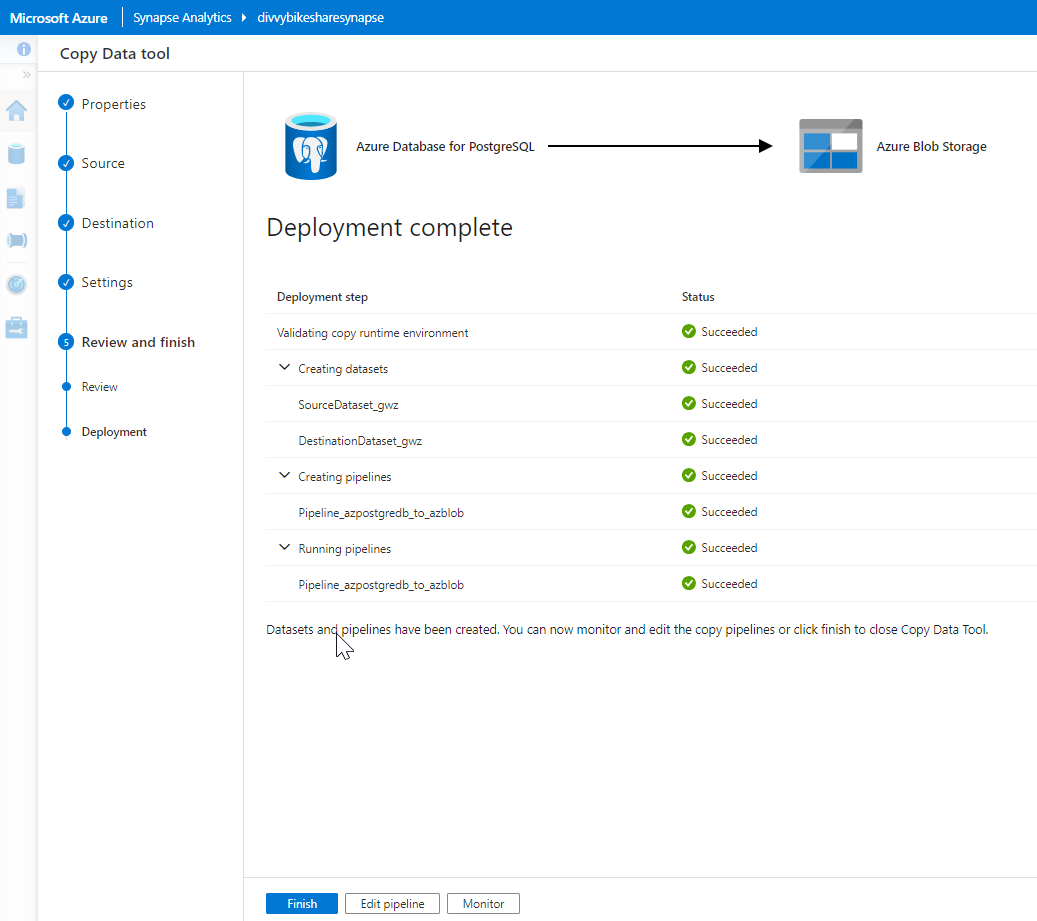 Microsoft Azure Synapse Analytics divvybikesharesynapse
Copy Data tool
Properties
Source
Destination
Settings
5 Review and finish
Review
Deployment
Azure Database for PostgreSQL Azure Blob Storage
Deployment complete
Deployment step Status
Validating copy runtime environment Succeeded
Creating datasets Succeeded
SourceDataset_gwz Succeeded
DestinationDataset_gwz Succeeded
Creating pipelines Succeeded
Pipeline_azpostgredb_to_azblob Succeeded
Running pipelines Succeeded
Pipeline_azpostgredb_to_azblob Succeeded
Datasets and pipelines have been created. You can now monitor and edit the copy pipelines or click finish to close Copy Data Tool.
Finish Edit pipeline Monitor